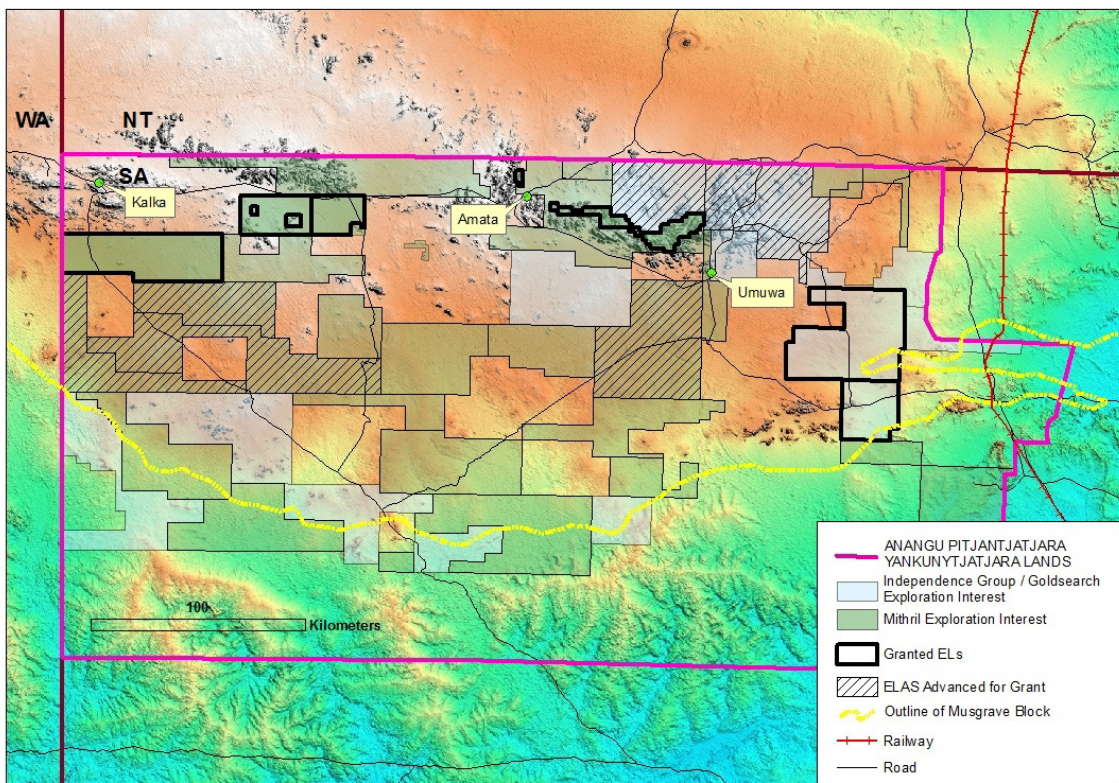 WA
NT
SA
Kalka
Amata
Umuwa
100
Kilometers
ANANGU PITJANTJATJARA
YANKUNYTJATJARA LANDS
Independence Group / Goldsearch
Exploration Interest
Mithril Exploration Interest
Granted ELs
ELAS Advanced for Grant
Outline of Musgrave Block
Railway
Road